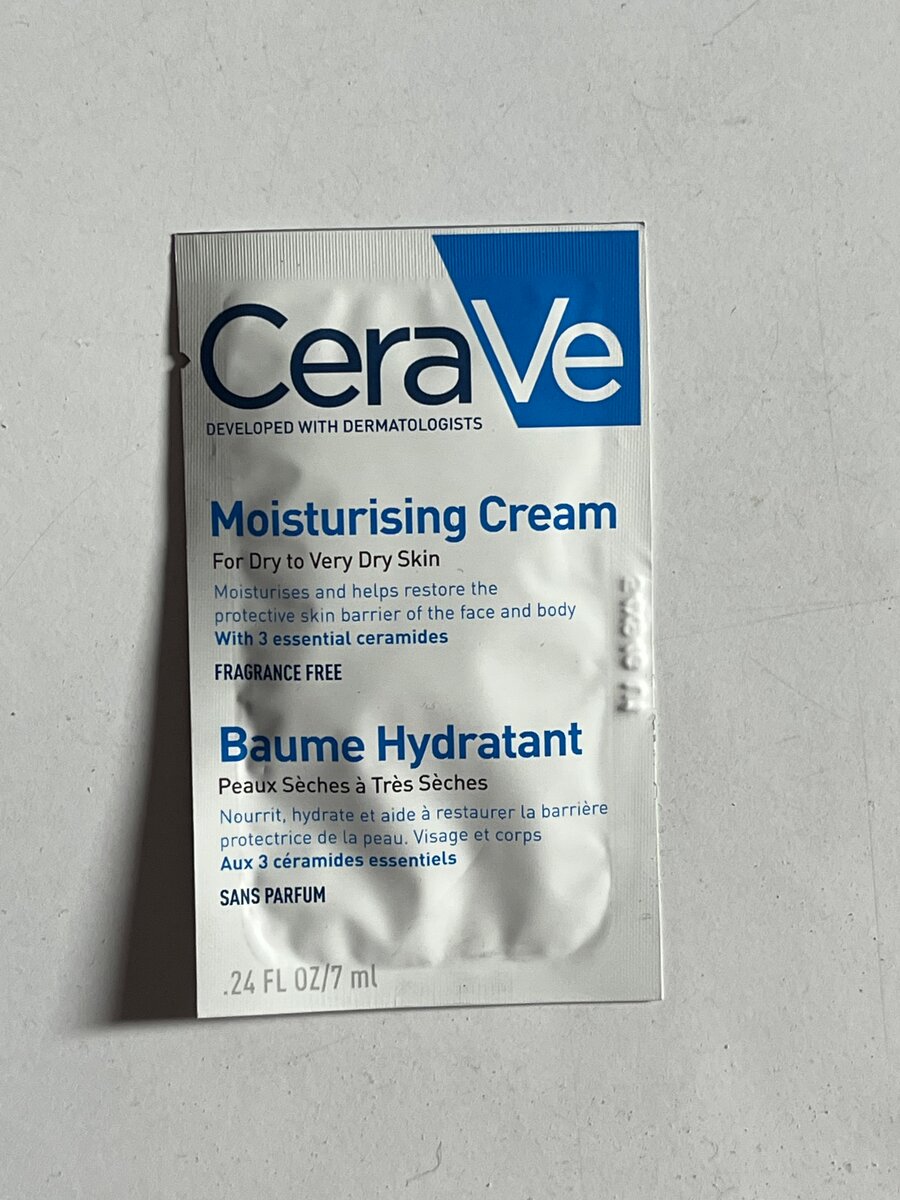 CeraVe
DEVELOPED WITH DERMATOLOGISTS
Moisturising Cream
For Dry to Very Dry Skin
Moisturises and helps restore the
protective skin barrier of the face and body
With 3 essential ceramides
FRAGRANCE FREE
Baume Hydratant
Peaux Sèches à Très Sèches
Nourrit, hydrate et aide à restaurer la barrière
protectrice de la peau. Visage et corps
Aux 3 céramides essentiels
SANS PARFUM
.24 FL OZ/7 ml